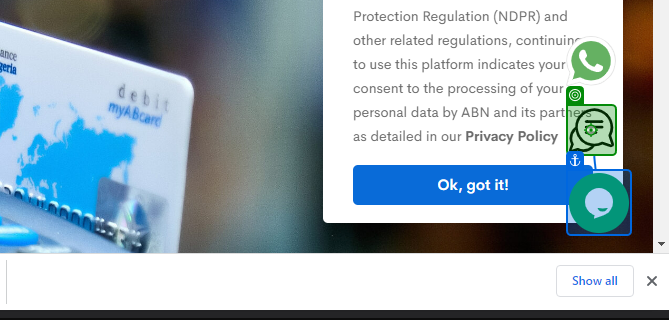 ance
geria
debit
myABcard
Protection Regulation (NDPR) and
other related regulations, continuing
to use this platform indicates your
consent to the processing of your
personal data by ABN and its partners
as detailed in our Privacy Policy
Ok, got it!
Show all